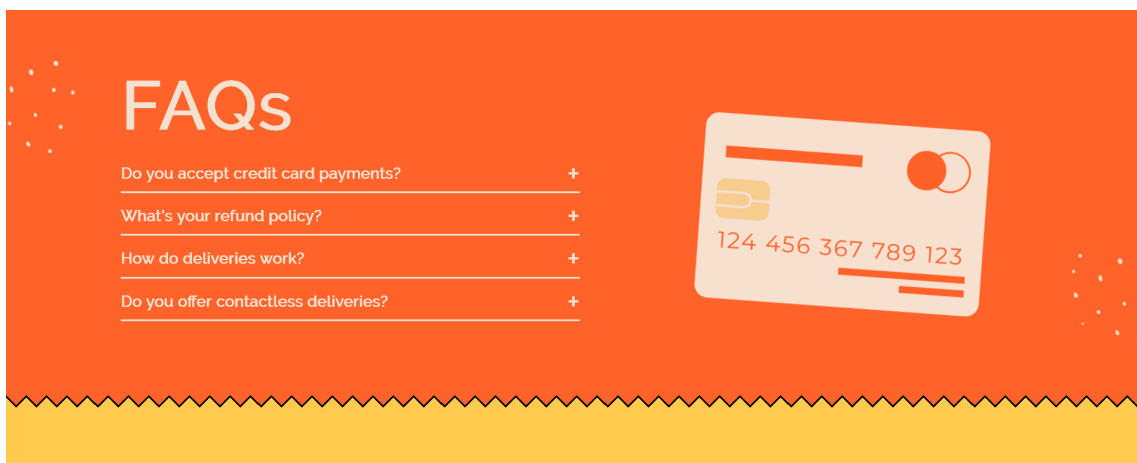 FAQs
Do you accept credit card payments? +
What's your refund policy? +
How do deliveries work? +
Do you offer contactless deliveries? +
124 456 367 789 123